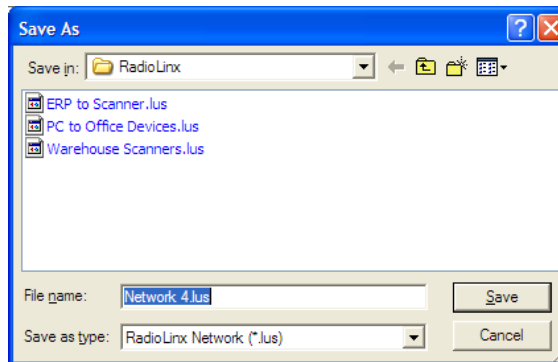 Save As
Save in: RadioLinx
ERP to Scanner.lus
PC to Office Devices.lus
Warehouse Scanners.lus
File name: Network 4.lus Save
Save as type: RadioLinx Network (*.lus) Cancel